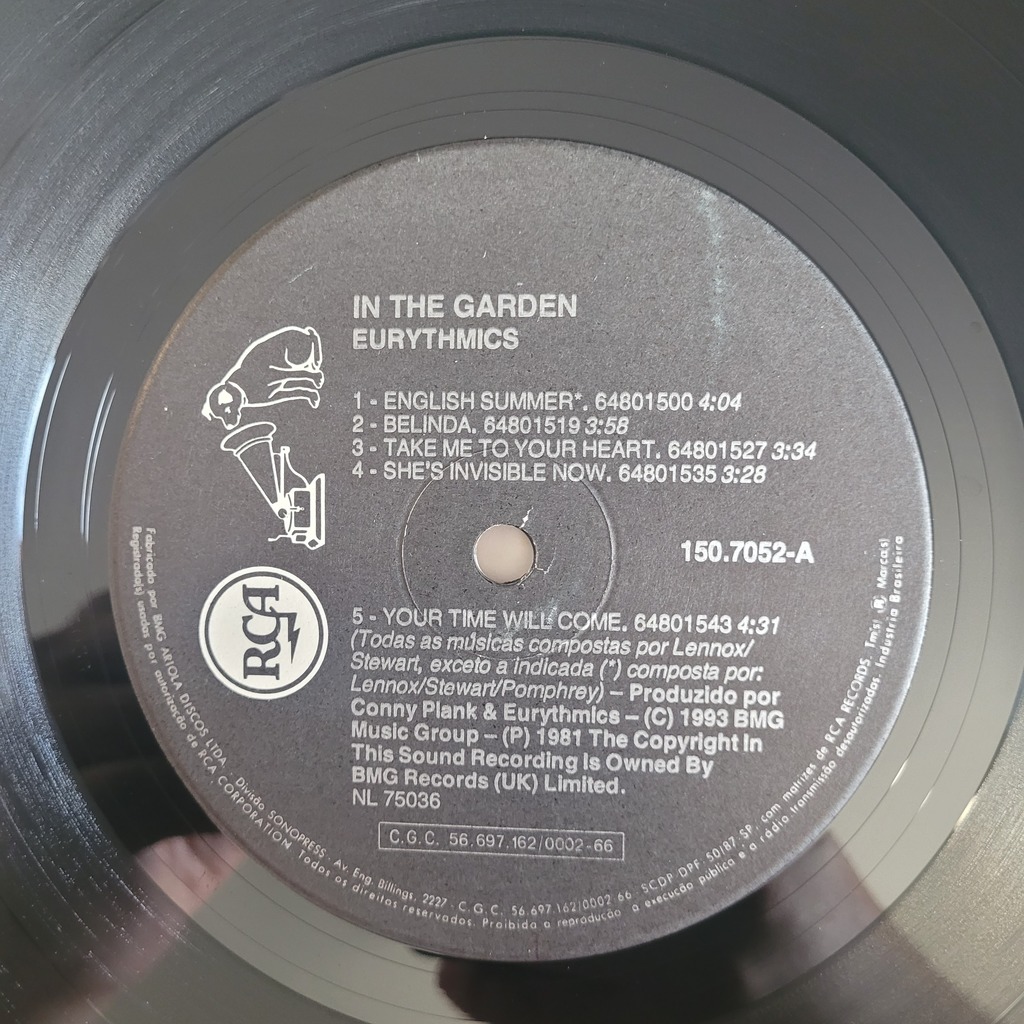 IN THE GARDEN
EURYTHMICS
1 - ENGLISH SUMMER*. 64801500 4:04
2 - BELINDA. 64801519 3:58
3 - TAKE ME TO YOUR HEART. 64801527 3:34
4 - SHE'S INVISIBLE NOW. 64801535 3:28
150.7052-A
5 - YOUR TIME WILL COME. 64801543 4:31
(Todas as músicas compostas por Lennox/
Stewart, exceto a indicada (*) composta por:
Lennox/Stewart/Pomphrey) – Produzido por
Conny Plank & Eurythmics – (C) 1993 BMG
Music Group – (P) 1981 The Copyright In
This Sound Recording Is Owned By
BMG Records (UK) Limited.
NL 75036
C.G.C. 56.697.162/0002-66
RCA
Fabricado por BMG ARIOLA DISCOS LTDA. Divisão SONOPRESS. Av. Eng. Billings, 2227 - C.G.C. 56.697.162/0002 66. SCDP DPF. 50/87 SP. com matrizes de RCA RECORDS. Tm(s) ® Marca(s)
Registrada(s) usadas por autorização de RCA CORPORATION. Todos os direitos reservados. Proibida a reprodução a execução pública e a rádio transmissão desautorizadas. Industria Brasileira